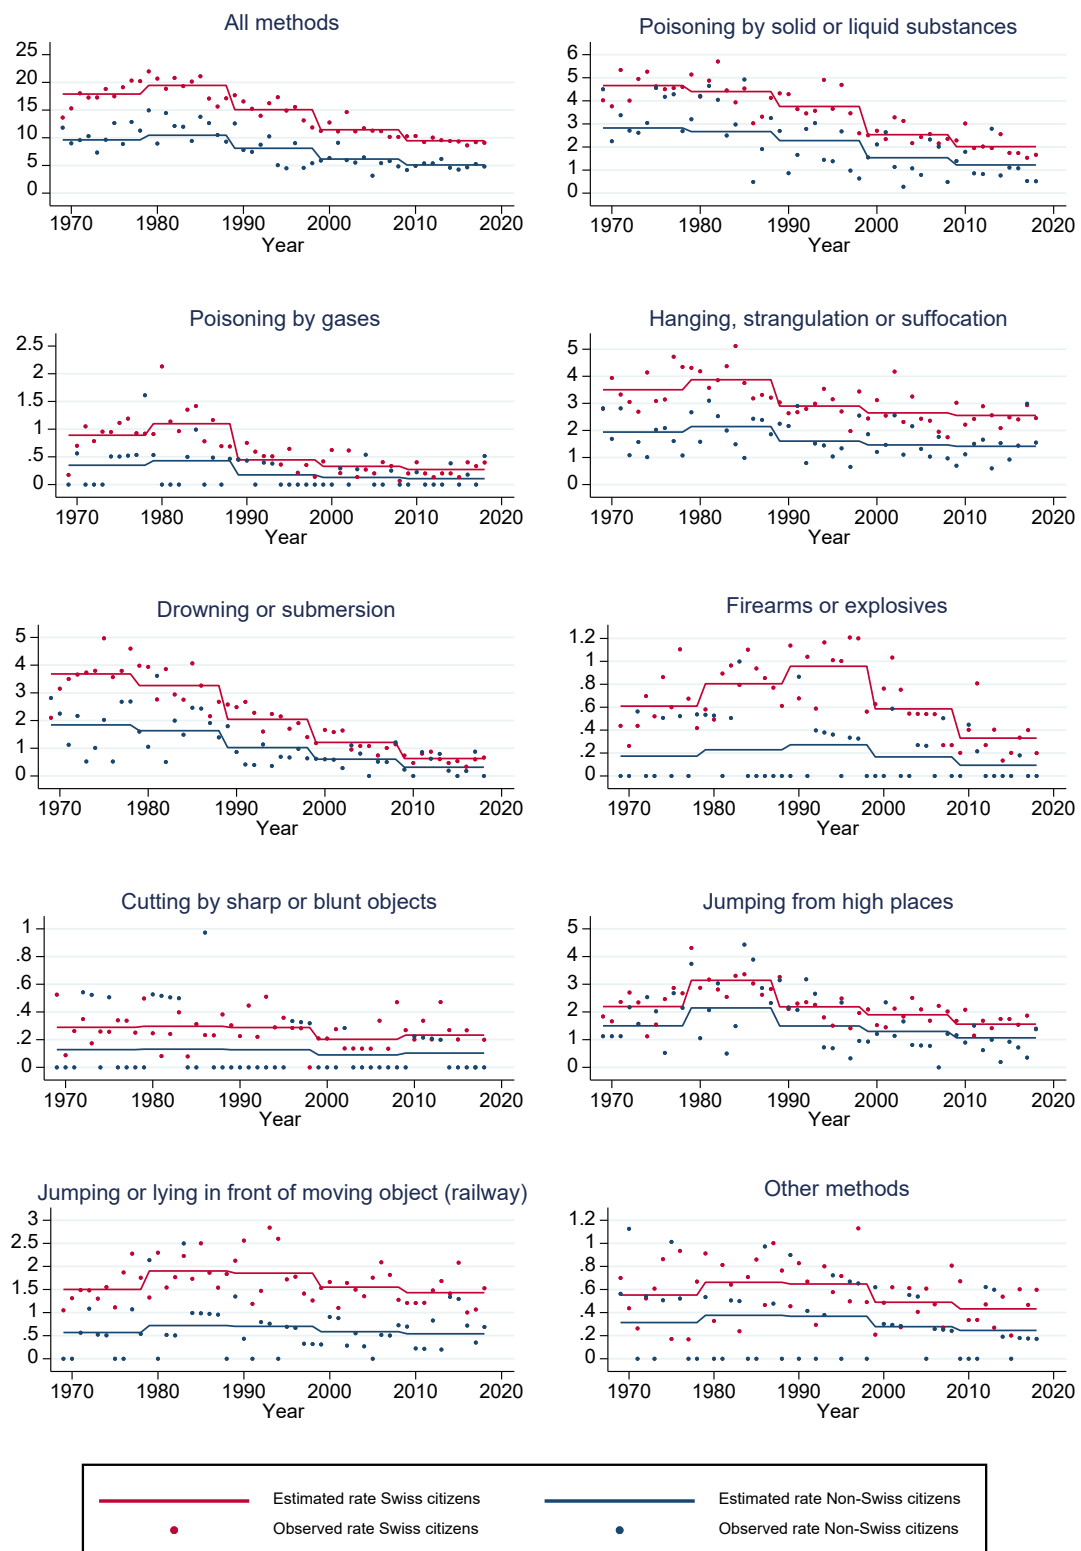 All methods
25
20
15
10
5
0
1970 1980 1990 2000 2010 2020
Year
Poisoning by solid or liquid substances
6
5
4
3
2
1
0
1970 1980 1990 2000 2010 2020
Year
Poisoning by gases
2.5
2
1.5
1
.5
0
1970 1980 1990 2000 2010 2020
Year
Hanging, strangulation or suffocation
5
4
3
2
1
0
1970 1980 1990 2000 2010 2020
Year
Drowning or submersion
5
4
3
2
1
0
1970 1980 1990 2000 2010 2020
Year
Firearms or explosives
1.2
1
.8
.6
.4
.2
0
1970 1980 1990 2000 2010 2020
Year
Cutting by sharp or blunt objects
1
.8
.6
.4
.2
0
1970 1980 1990 2000 2010 2020
Year
Jumping from high places
5
4
3
2
1
0
1970 1980 1990 2000 2010 2020
Year
Jumping or lying in front of moving object (railway)
3
2.5
2
1.5
1
.5
0
1970 1980 1990 2000 2010 2020
Year
Other methods
1.2
1
.8
.6
.4
.2
0
1970 1980 1990 2000 2010 2020
Year
Estimated rate Swiss citizens
Estimated rate Non-Swiss citizens
Observed rate Swiss citizens
Observed rate Non-Swiss citizens